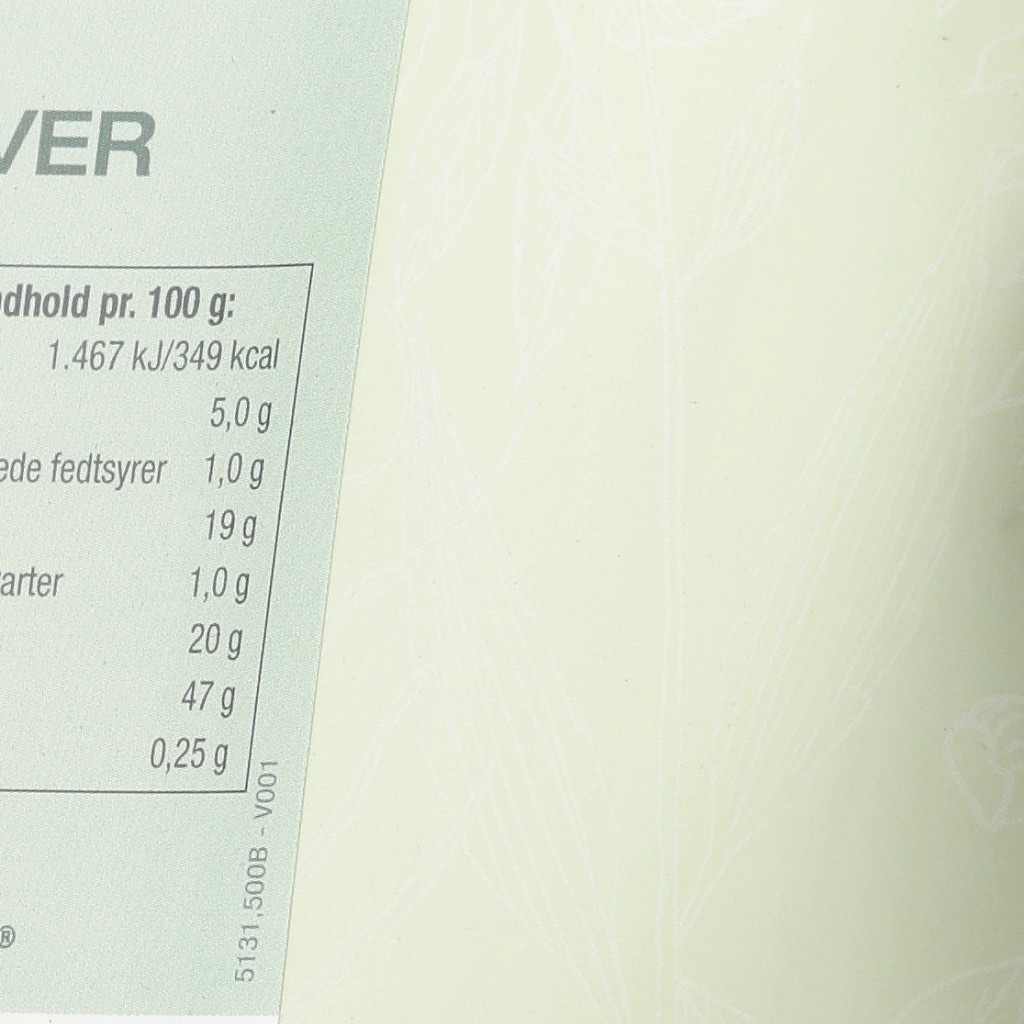 VER
dhold pr. 100 g:
1.467 kJ/349 kcal
5,0 g
ede fedtsyrer 1,0 g
19 g
arter 1,0 g
20 g
47 g
0,25 g
5131,500B - V001
®